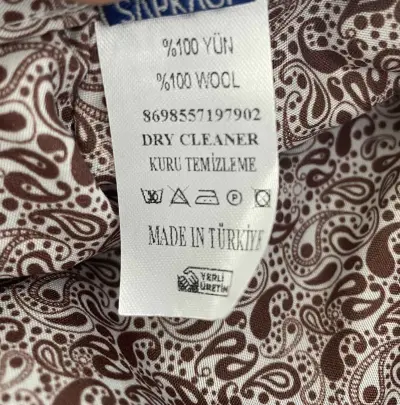 %100 YÜN
%100 WOOL
8698557197902
DRY CLEANER
KURU TEMİZLEME
MADE IN TÜRKİYE
YERLİ
ÜRETİM